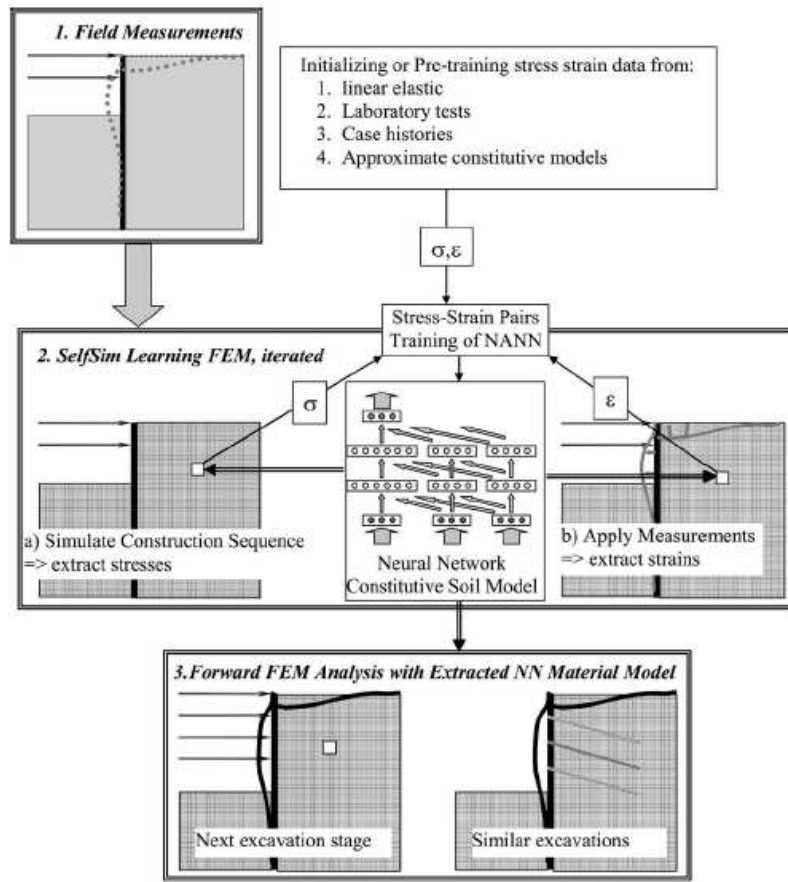 1. Field Measurements
Initializing or Pre-training stress strain data from:
1. linear elastic
2. Laboratory tests
3. Case histories
4. Approximate constitutive models
σ,ε
Stress-Strain Pairs
Training of NANN
2. SelfSim Learning FEM, iterated
σ
ε
a) Simulate Construction Sequence
=> extract stresses
Neural Network
Constitutive Soil Model
b) Apply Measurements
=> extract strains
3.Forward FEM Analysis with Extracted NN Material Model
Next excavation stage
Similar excavations